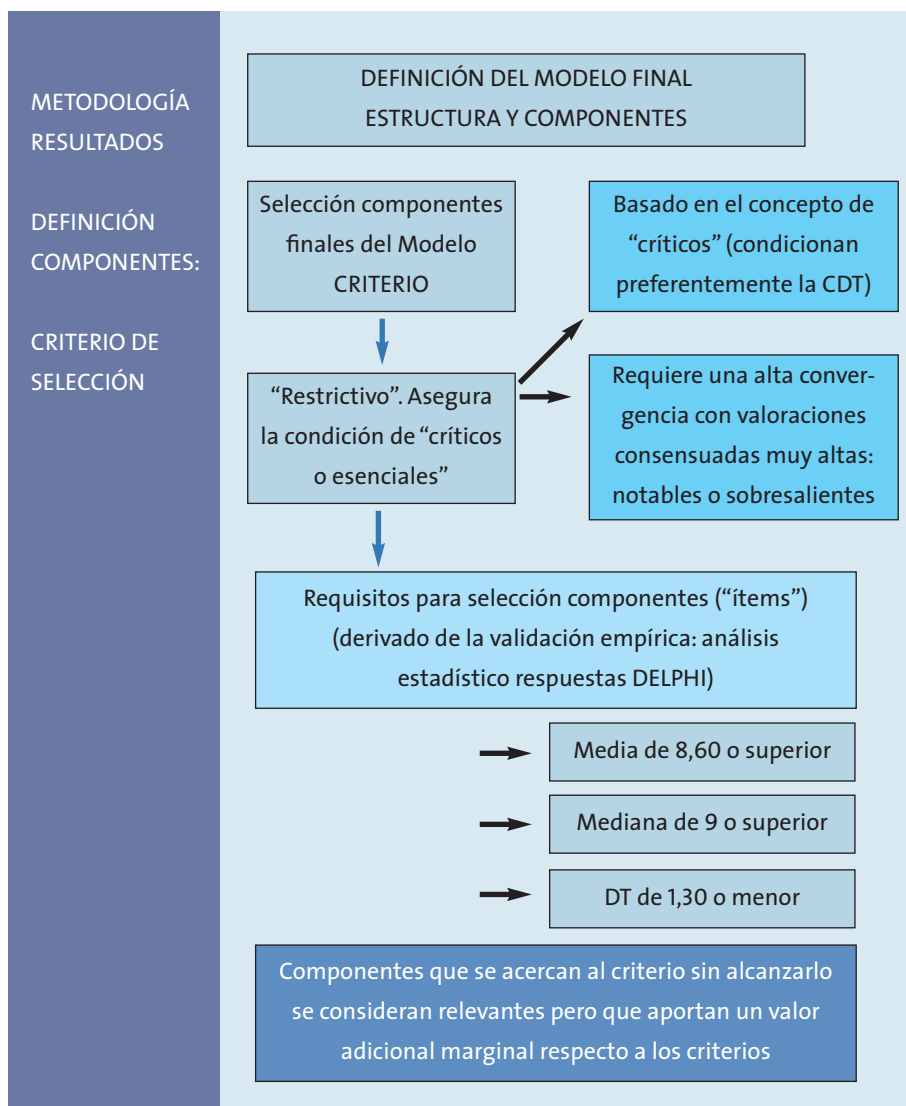 METODOLOGÍA
RESULTADOS
DEFINICIÓN
COMPONENTES:
CRITERIO DE
SELECCIÓN
DEFINICIÓN DEL MODELO FINAL
ESTRUCTURA Y COMPONENTES
Selección componentes
finales del Modelo
CRITERIO
Basado en el concepto de
“críticos” (condicionan
preferentemente la CDT)
“Restrictivo”. Asegura
la condición de “críticos
o esenciales”
Requiere una alta conver-
gencia con valoraciones
consensuadas muy altas:
notables o sobresalientes
Requisitos para selección componentes (“ítems”)
(derivado de la validación empírica: análisis
estadístico respuestas DELPHI)
Media de 8,60 o superior
Mediana de 9 o superior
DT de 1,30 o menor
Componentes que se acercan al criterio sin alcanzarlo
se consideran relevantes pero que aportan un valor
adicional marginal respecto a los criterios